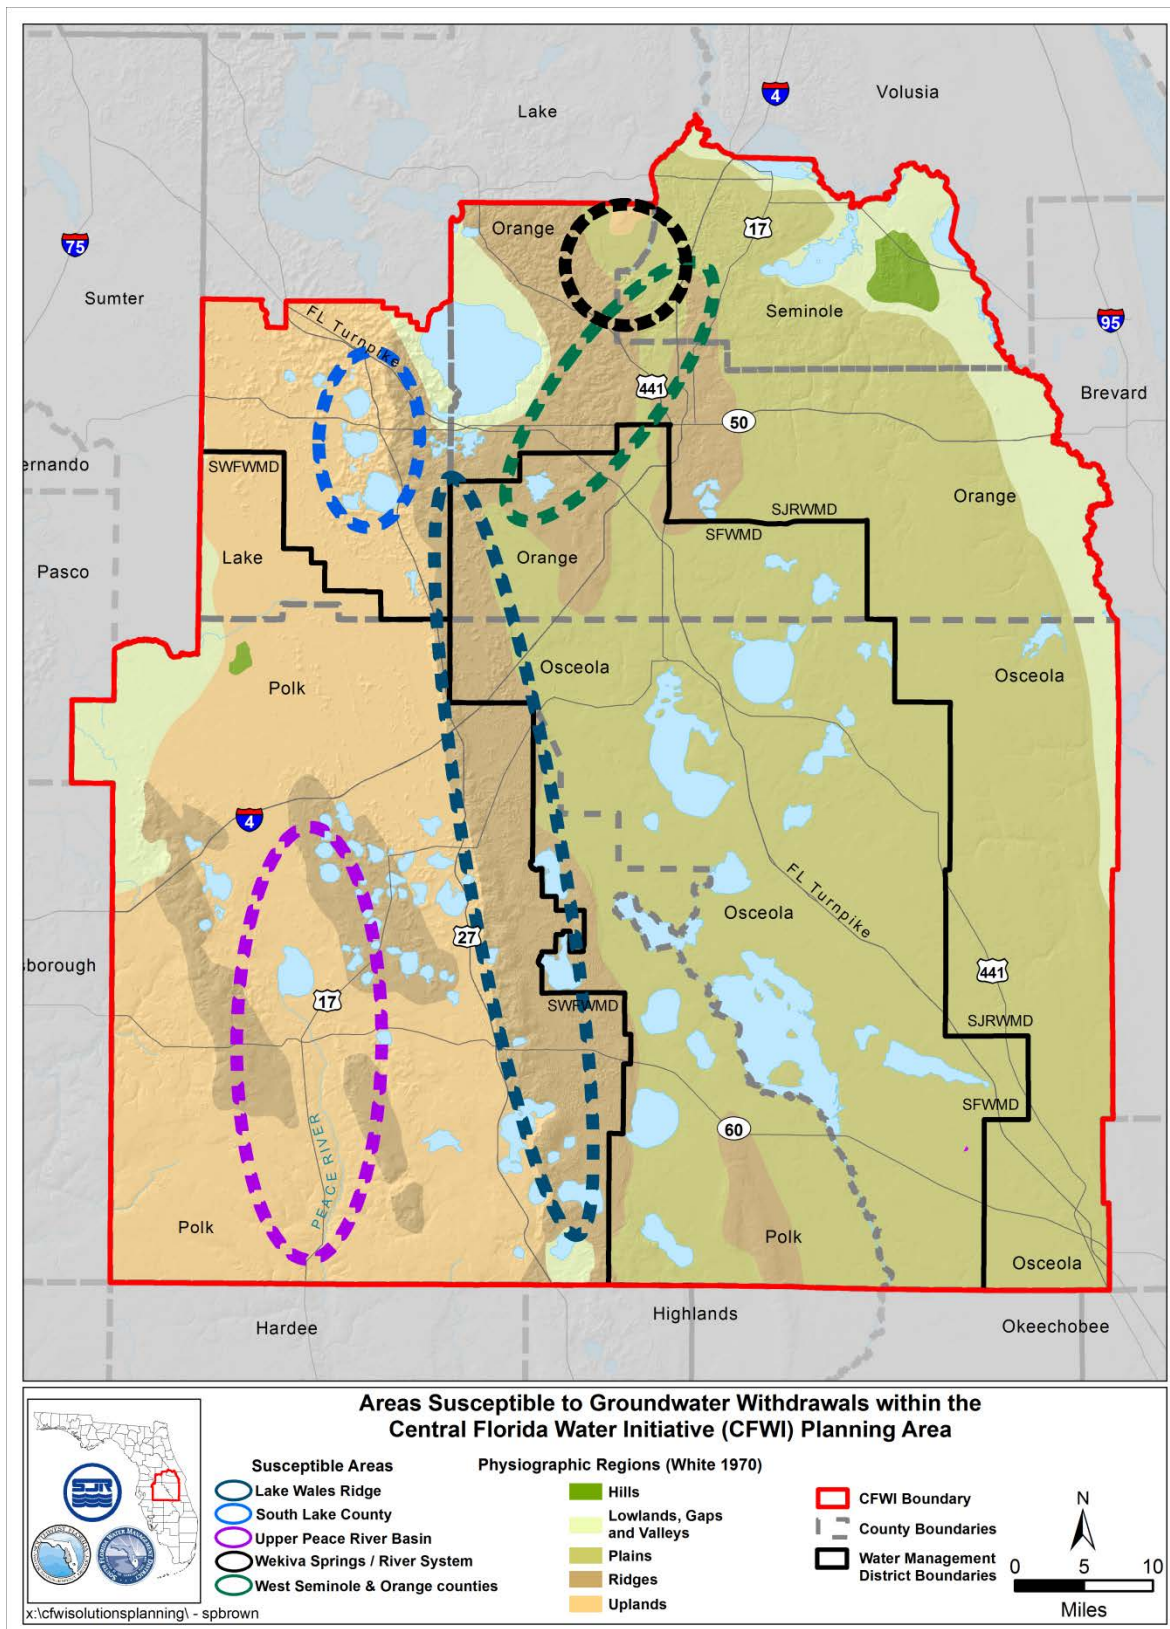 Lake
4
Volusia
75
Orange
17
Sumter
FL Turnpike
Seminole
95
441
Brevard
50
ernando
SWFWMD
Orange
SJRWMD
SFWMD
Lake
Orange
Pasco
Polk
Osceola
Osceola
4
FL Turnpike
Osceola
27
sborough
441
17
SWFWMD
SJRWMD
SFWMD
60
PEACE RIVER
Polk
Polk
Osceola
Hardee
Highlands
Okeechobee
Areas Susceptible to Groundwater Withdrawals within the
Central Florida Water Initiative (CFWI) Planning Area
Susceptible Areas
Lake Wales Ridge
South Lake County
Upper Peace River Basin
Wekiva Springs / River System
West Seminole & Orange counties
Physiographic Regions (White 1970)
Hills
Lowlands, Gaps
and Valleys
Plains
Ridges
Uplands
CFWI Boundary
County Boundaries
Water Management
District Boundaries
N
0 5 10
Miles
SJR
x:\cfwisolutionsplanning\ - spbrown